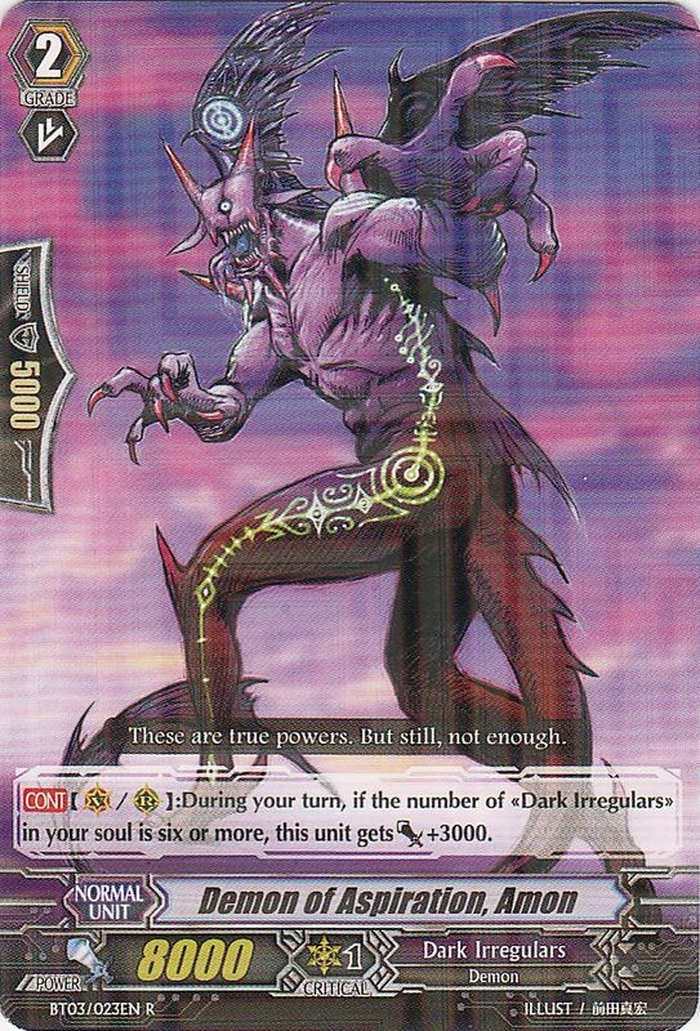 2
GRADE
SHIELD
5000
These are true powers. But still, not enough.
CONT [ V / R ]:During your turn, if the number of «Dark Irregulars»
in your soul is six or more, this unit gets +3000.
NORMAL
UNIT
Demon of Aspiration, Amon
POWER
8000
1
CRITICAL
Dark Irregulars
Demon
BT03/023EN R
ILLUST / 前田真宏